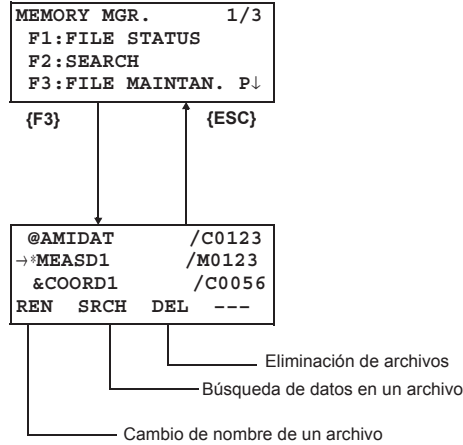 MEMORY MGR. 1/3
F1:FILE STATUS
F2:SEARCH
F3:FILE MAINTAN. P↓
{F3} {ESC}
@AMIDAT /C0123
→*MEASD1 /M0123
&COORD1 /C0056
REN SRCH DEL ---
Eliminación de archivos
Búsqueda de datos en un archivo
Cambio de nombre de un archivo